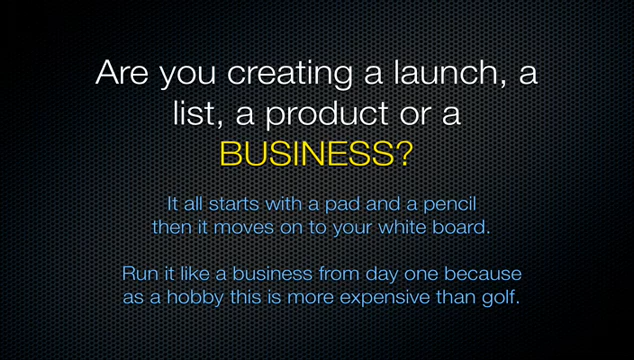 Are you creating a launch, a
list, a product or a
BUSINESS?
It all starts with a pad and a pencil
then it moves on to your white board.
Run it like a business from day one because
as a hobby this is more expensive than golf.